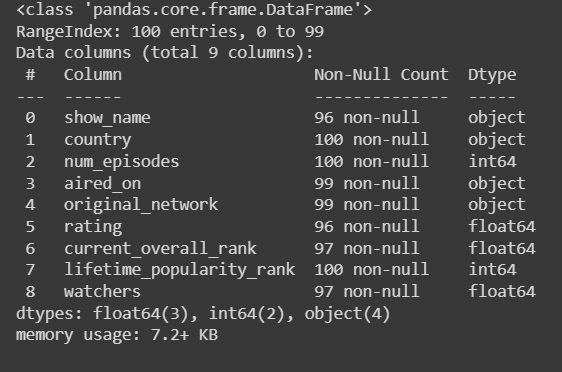 <class 'pandas.core.frame.DataFrame'>
RangeIndex: 100 entries, 0 to 99
Data columns (total 9 columns):
 #   Column                   Non-Null Count  Dtype
---  ------                   --------------  -----
 0   show_name                96 non-null     object
 1   country                  100 non-null    object
 2   num_episodes             100 non-null    int64
 3   aired_on                 99 non-null     object
 4   original_network         99 non-null     object
 5   rating                   96 non-null     float64
 6   current_overall_rank     97 non-null     float64
 7   lifetime_popularity_rank 100 non-null    int64
 8   watchers                 97 non-null     float64
dtypes: float64(3), int64(2), object(4)
memory usage: 7.2+ KB